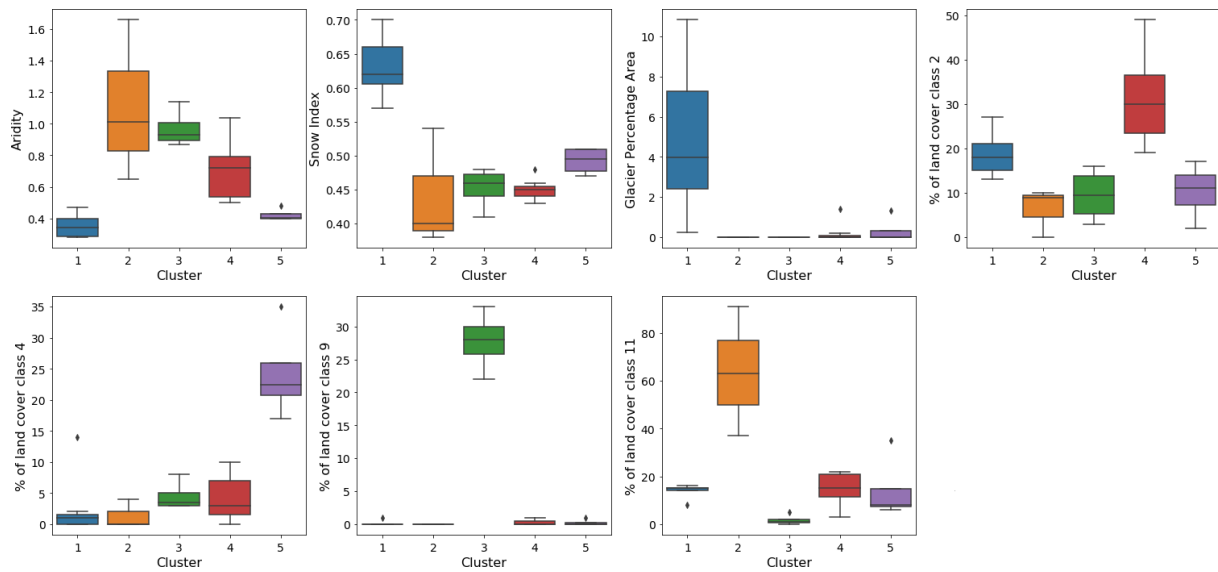 Aridity
1.6
1.4
1.2
1.0
0.8
0.6
0.4
1 2 3 4 5
Cluster
Snow Index
0.70
0.65
0.60
0.55
0.50
0.45
0.40
1 2 3 4 5
Cluster
Glacier Percentage Area
10
8
6
4
2
0
1 2 3 4 5
Cluster
% of land cover class 2
50
40
30
20
10
0
1 2 3 4 5
Cluster
% of land cover class 4
35
30
25
20
15
10
5
0
1 2 3 4 5
Cluster
% of land cover class 9
30
25
20
15
10
5
0
1 2 3 4 5
Cluster
% of land cover class 11
80
60
40
20
0
1 2 3 4 5
Cluster